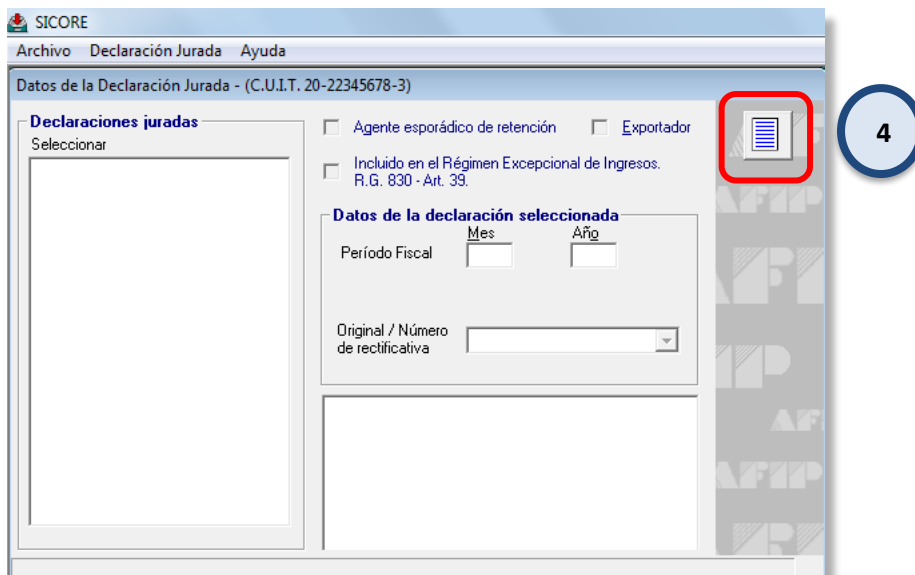 SICORE
Archivo Declaración Jurada Ayuda
Datos de la Declaración Jurada - (C.U.I.T. 20-22345678-3)
Declaraciones juradas
Seleccionar
Agente esporádico de retención
Exportador
Incluido en el Régimen Excepcional de Ingresos.
R.G. 830 - Art. 39.
Datos de la declaración seleccionada
Mes Año
Período Fiscal
Original / Número
de rectificativa
4
AFIP
AFIP